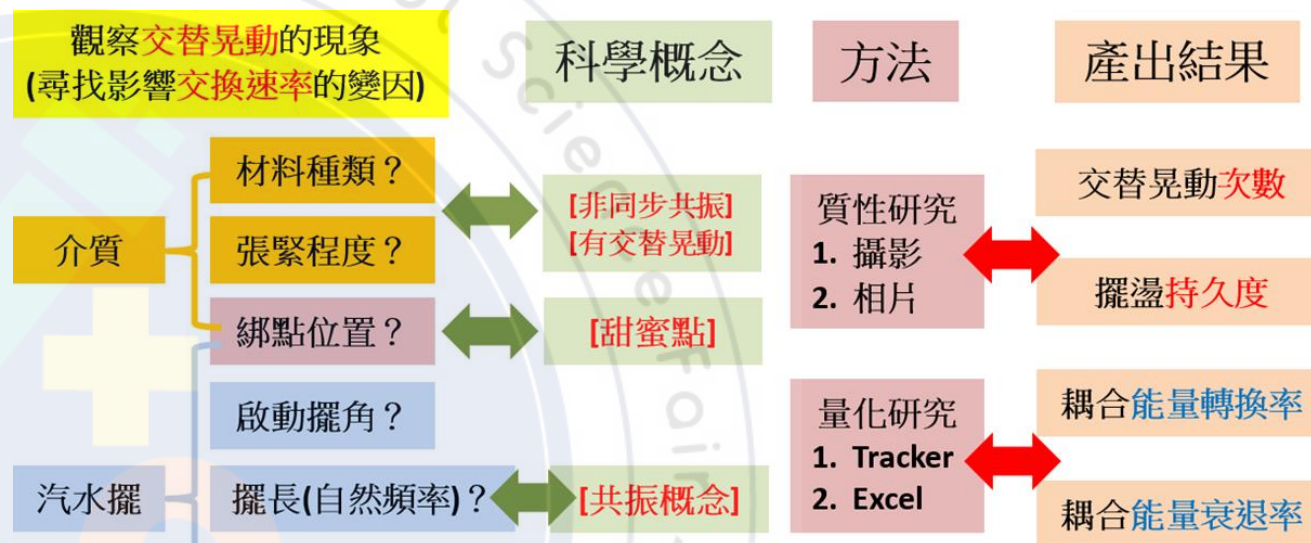 觀察交替晃動的現象
(尋找影響交換速率的變因)
科學概念
方法
產出結果
介質
材料種類？
張緊程度？
綁點位置？
[非同步共振]
[有交替晃動]
[甜蜜點]
質性研究
1. 攝影
2. 相片
交替晃動次數
擺盪持久度
汽水擺
啟動擺角？
擺長(自然頻率)？
[共振概念]
量化研究
1. Tracker
2. Excel
耦合能量轉換率
耦合能量衰退率
Science Fair